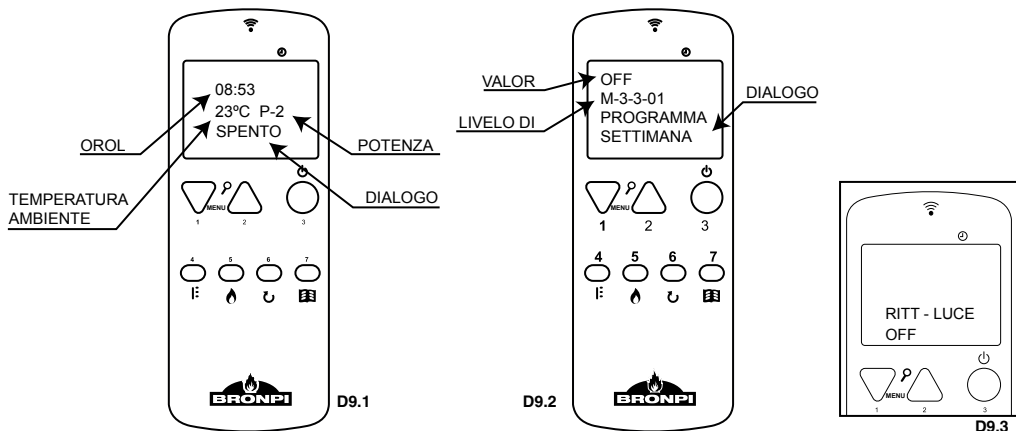 08:53
23ºC P-2
SPENTO
OROL
TEMPERATURA
AMBIENTE
POTENZA
DIALOGO
MENU
1
2
3
4
5
6
7
BRONPI
D9.1
VALOR
LIVELO DI
OFF
M-3-3-01
PROGRAMMA
SETTIMANA
DIALOGO
MENU
1
2
3
4
5
6
7
BRONPI
D9.2
RITT - LUCE
OFF
MENU
1
2
3
D9.3